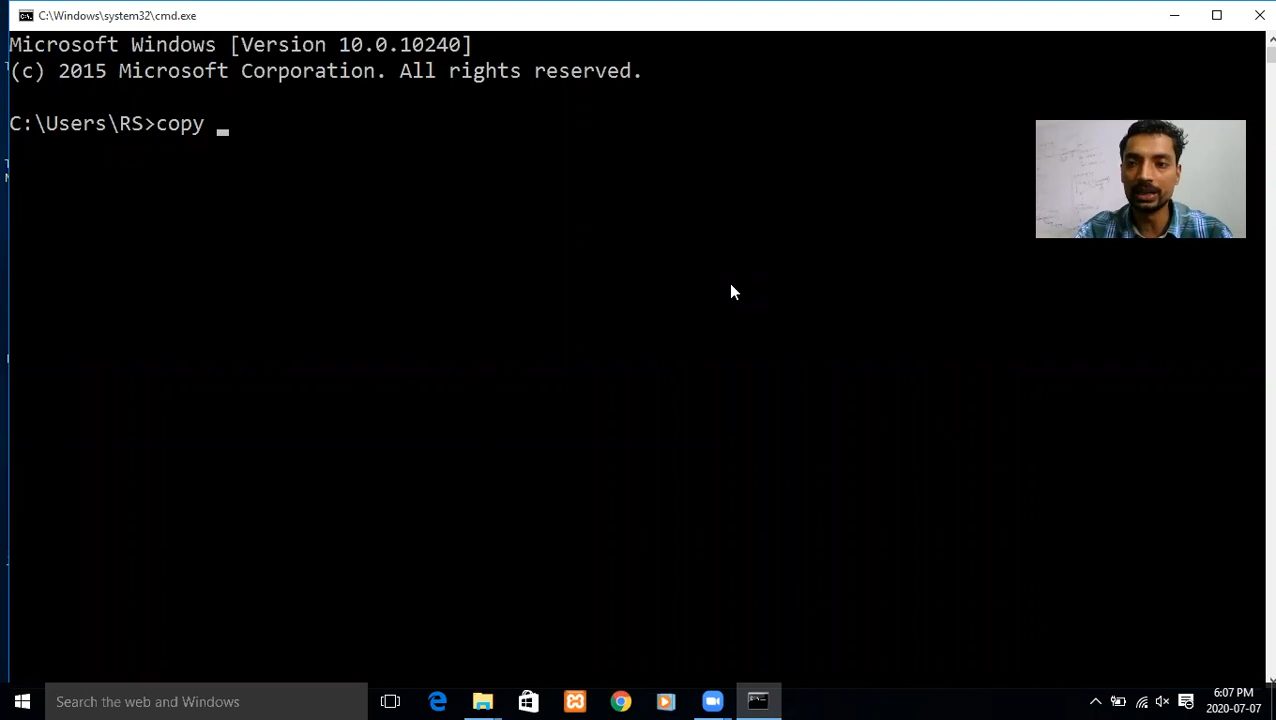 C:\Windows\system32\cmd.exe
Microsoft Windows [Version 10.0.10240]
(c) 2015 Microsoft Corporation. All rights reserved.
C:\Users\RS>copy
Search the web and Windows
6:07 PM
2020-07-07